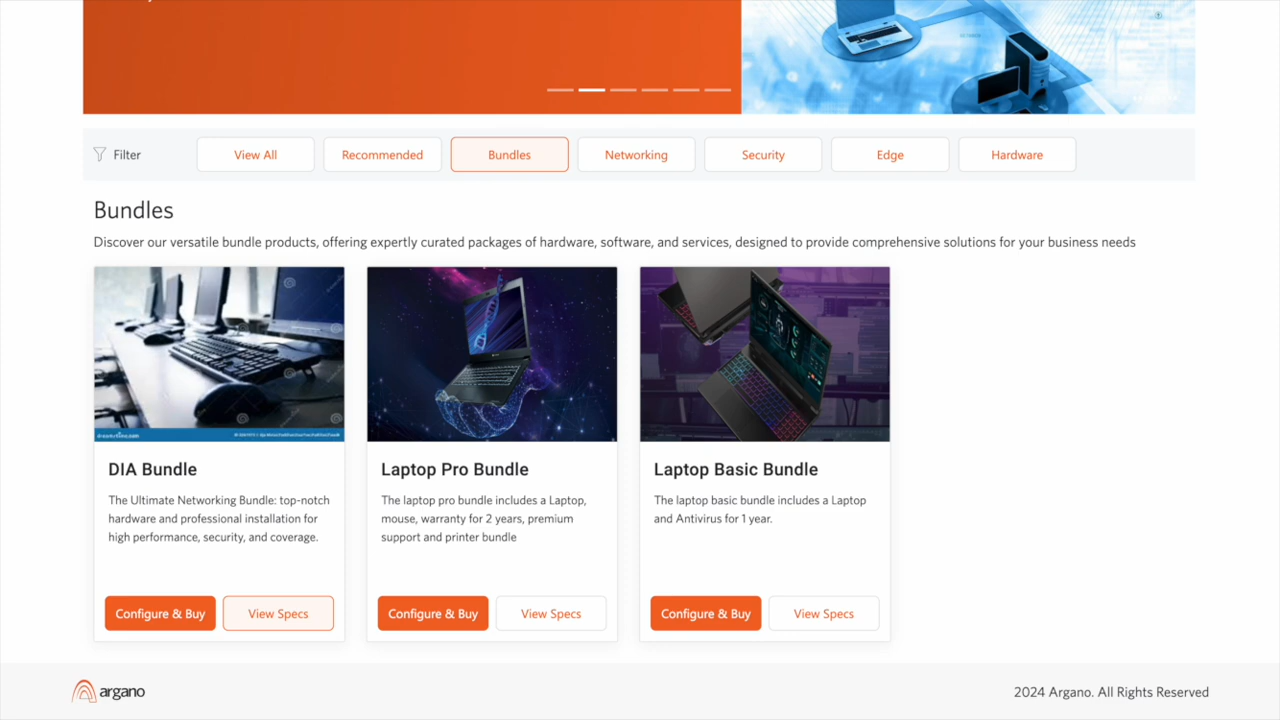 Filter
View All
Recommended
Bundles
Networking
Security
Edge
Hardware
Bundles
Discover our versatile bundle products, offering expertly curated packages of hardware, software, and services, designed to provide comprehensive solutions for your business needs
DIA Bundle
The Ultimate Networking Bundle: top-notch
hardware and professional installation for
high performance, security, and coverage.
Configure & Buy
View Specs
Laptop Pro Bundle
The laptop pro bundle includes a Laptop,
mouse, warranty for 2 years, premium
support and printer bundle
Configure & Buy
View Specs
Laptop Basic Bundle
The laptop basic bundle includes a Laptop
and Antivirus for 1 year.
Configure & Buy
View Specs
argano
2024 Argano. All Rights Reserved